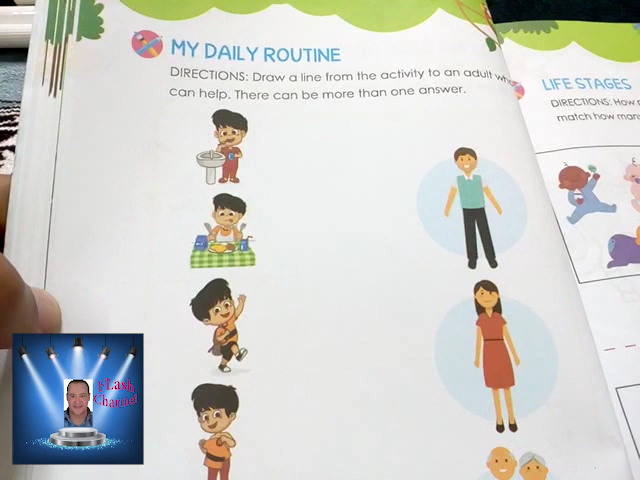 MY DAILY ROUTINE
DIRECTIONS: Draw a line from the activity to an adult who
can help. There can be more than one answer.
LIFE STAGES
DIRECTIONS: How
match how man
Lash
Channel